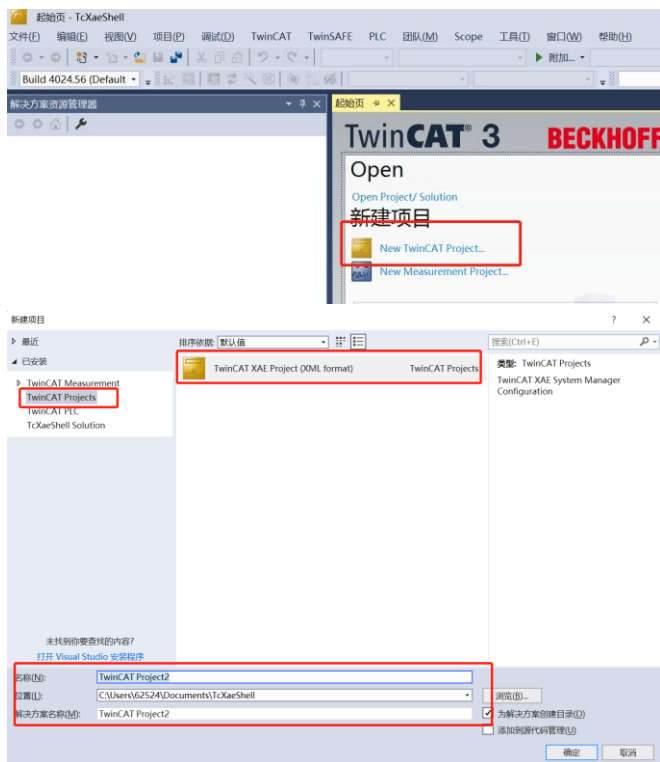 起始页 - TcXaeShell
文件(F) 编辑(E) 视图(V) 项目(P) 调试(D) TwinCAT TwinSAFE PLC 团队(M) Scope 工具(T) 窗口(W) 帮助(H)
附加...
Build 4024.56 (Default
解决方案资源管理器
起始页
TwinCAT® 3 BECKHOFF
Open
Open Project/ Solution
新建项目
New TwinCAT Project...
New Measurement Project...
新建项目 ?
最近 排序依据: 默认值 搜索(Ctrl+E)
已安装
TwinCAT XAE Project (XML format) TwinCAT Projects
类型: TwinCAT Projects
TwinCAT XAE System Manager
Configuration
TwinCAT Measurement
TwinCAT Projects
TwinCAT PLC
TcXaeShell Solution
未找到你要查找的内容?
打开 Visual Studio 安装程序
名称(N): TwinCAT Project2
位置(L): C:\Users\62524\Documents\TcXaeShell 浏览(B)...
解决方案名称(M): TwinCAT Project2 为解决方案创建目录(D)
添加到源代码管理(U)
确定 取消